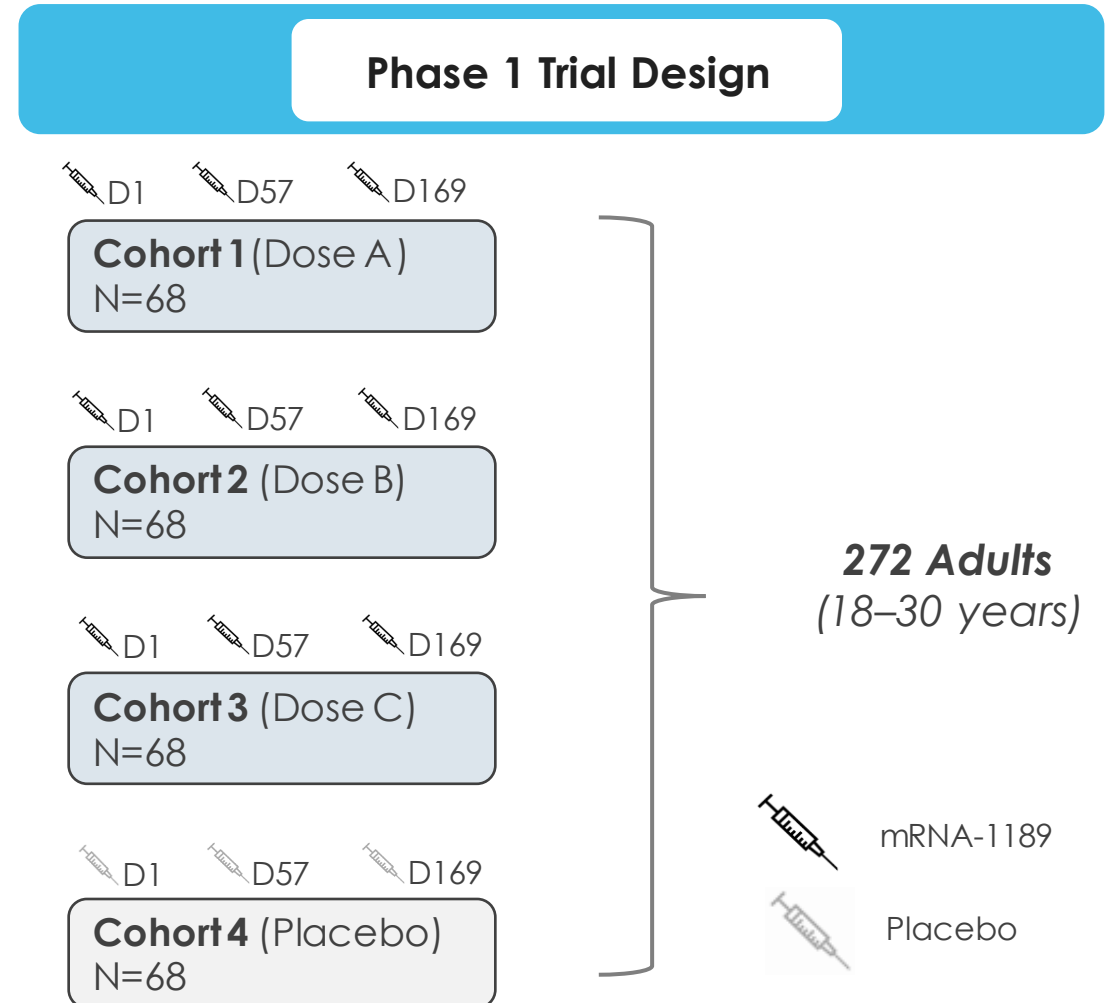 Phase 1 Trial Design
D1 D57 D169
Cohort 1 (Dose A)
N=68
D1 D57 D169
Cohort 2 (Dose B)
N=68
D1 D57 D169
Cohort 3 (Dose C)
N=68
D1 D57 D169
Cohort 4 (Placebo)
N=68
272 Adults
(18–30 years)
mRNA-1189
Placebo